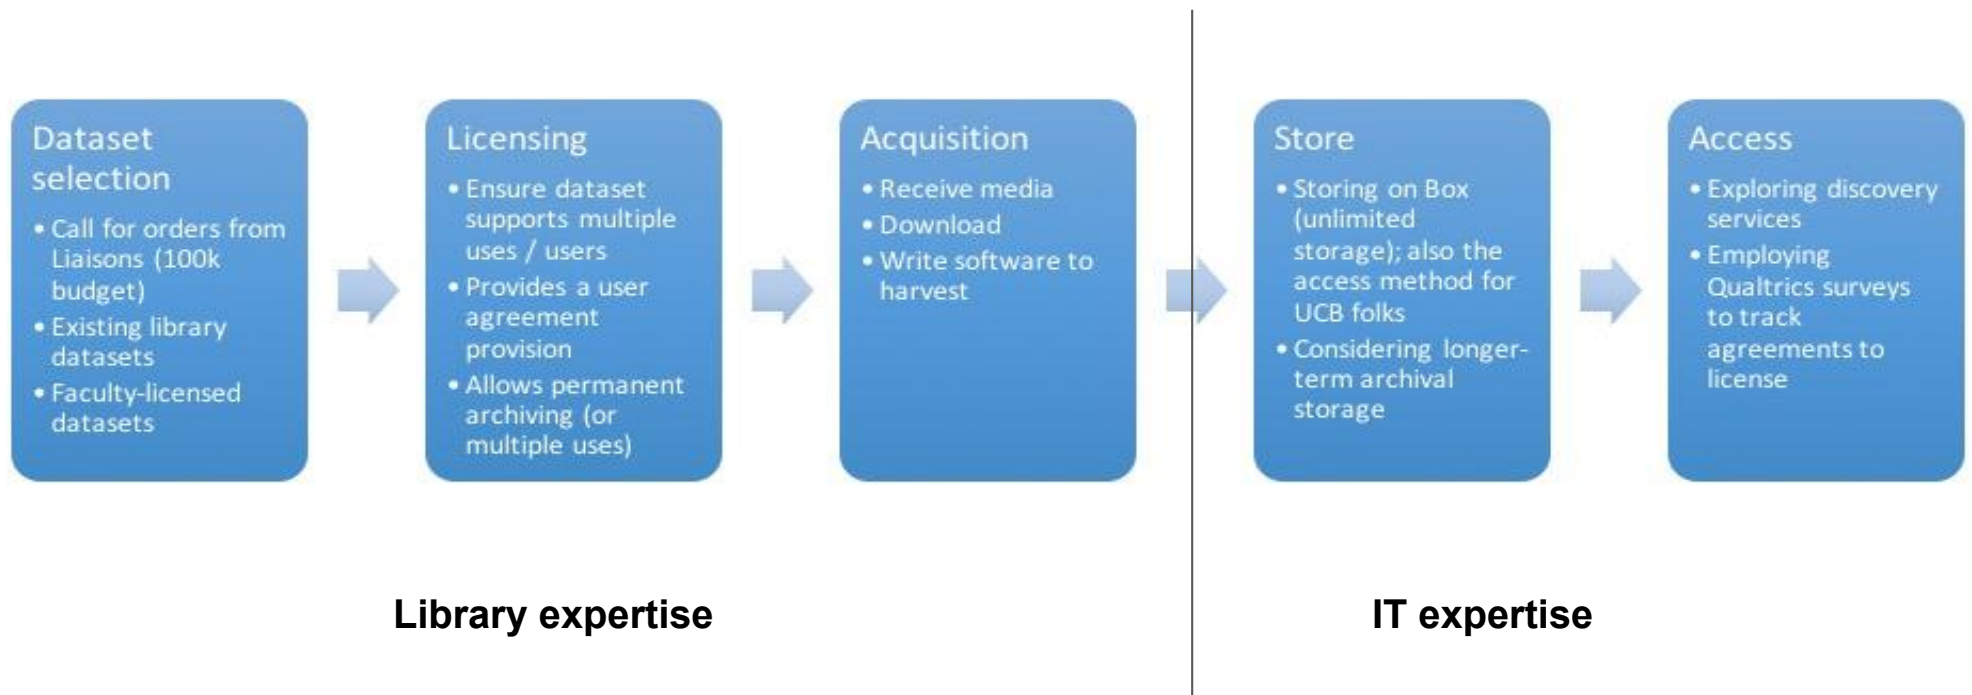 Dataset
selection
• Call for orders from
Liaisons (100k
budget)
• Existing library
datasets
• Faculty-licensed
datasets
Licensing
• Ensure dataset
supports multiple
uses / users
• Provides a user
agreement
provision
• Allows permanent
archiving (or
multiple uses)
Acquisition
• Receive media
• Download
• Write software to
harvest
Store
• Storing on Box
(unlimited
storage); also the
access method for
UCB folks
• Considering longer-
term archival
storage
Access
• Exploring discovery
services
• Employing
Qualtrics surveys
to track
agreements to
license
Library expertise
IT expertise